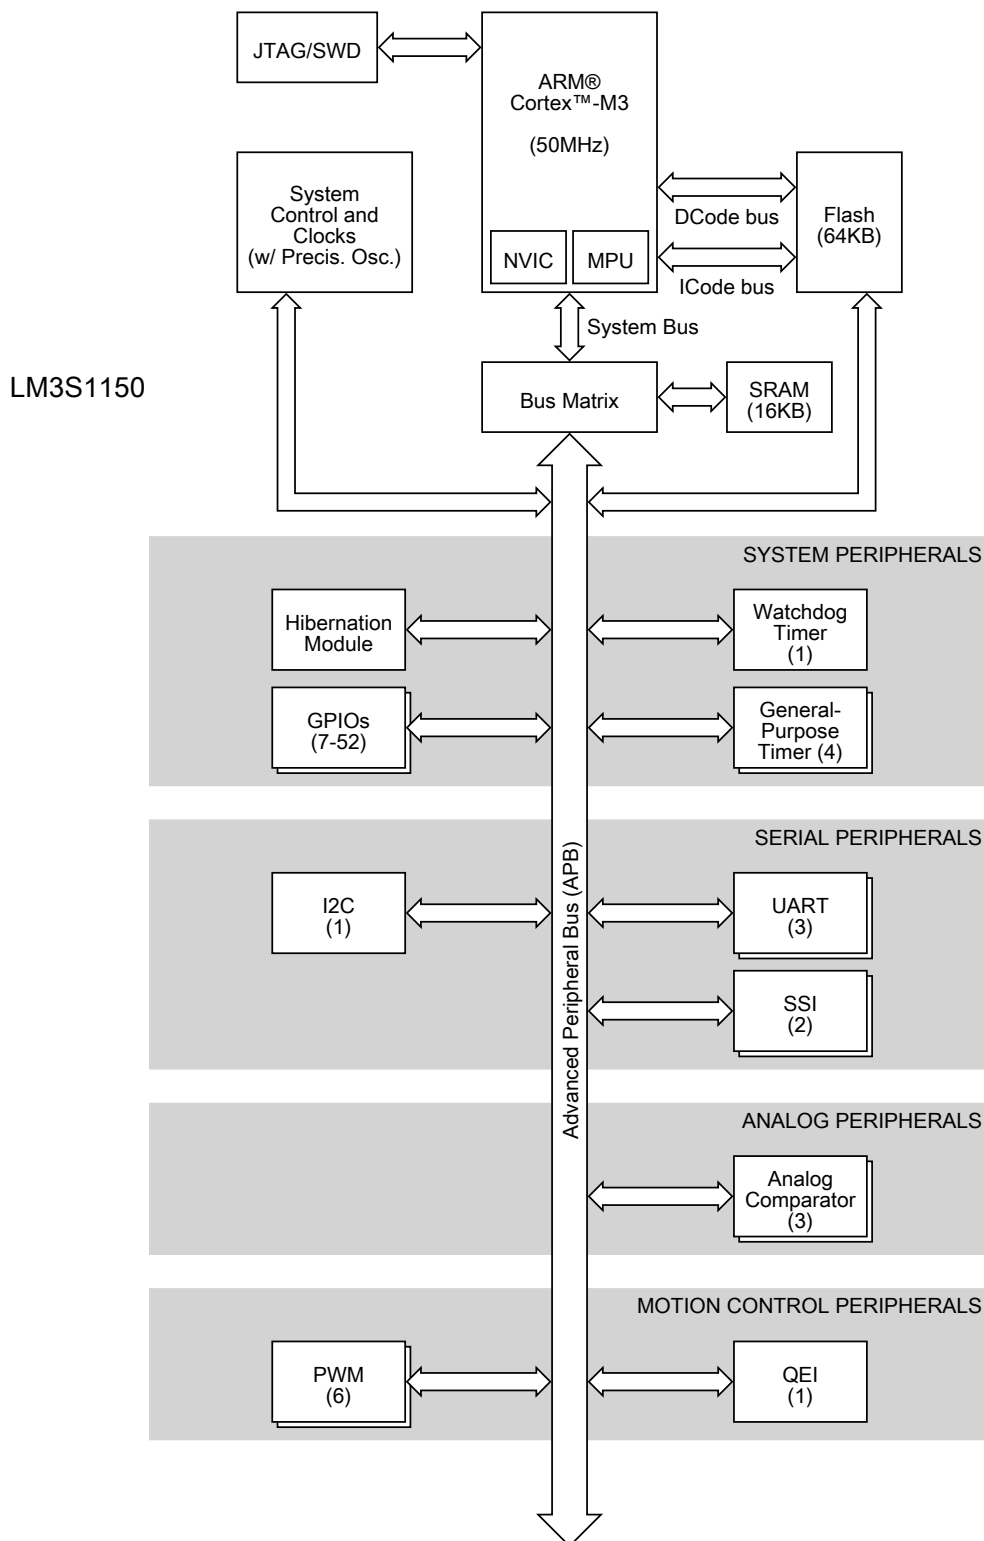 JTAG/SWD
ARM®
Cortex™-M3
(50MHz)
System
Control and
Clocks
(w/ Precis. Osc.)
DCode bus
Flash
(64KB)
NVIC
MPU
ICode bus
System Bus
LM3S1150
Bus Matrix
SRAM
(16KB)
SYSTEM PERIPHERALS
Hibernation
Module
Watchdog
Timer
(1)
GPIOs
(7-52)
General-
Purpose
Timer (4)
Advanced Peripheral Bus (APB)
SERIAL PERIPHERALS
I2C
(1)
UART
(3)
SSI
(2)
ANALOG PERIPHERALS
Analog
Comparator
(3)
MOTION CONTROL PERIPHERALS
PWM
(6)
QEI
(1)